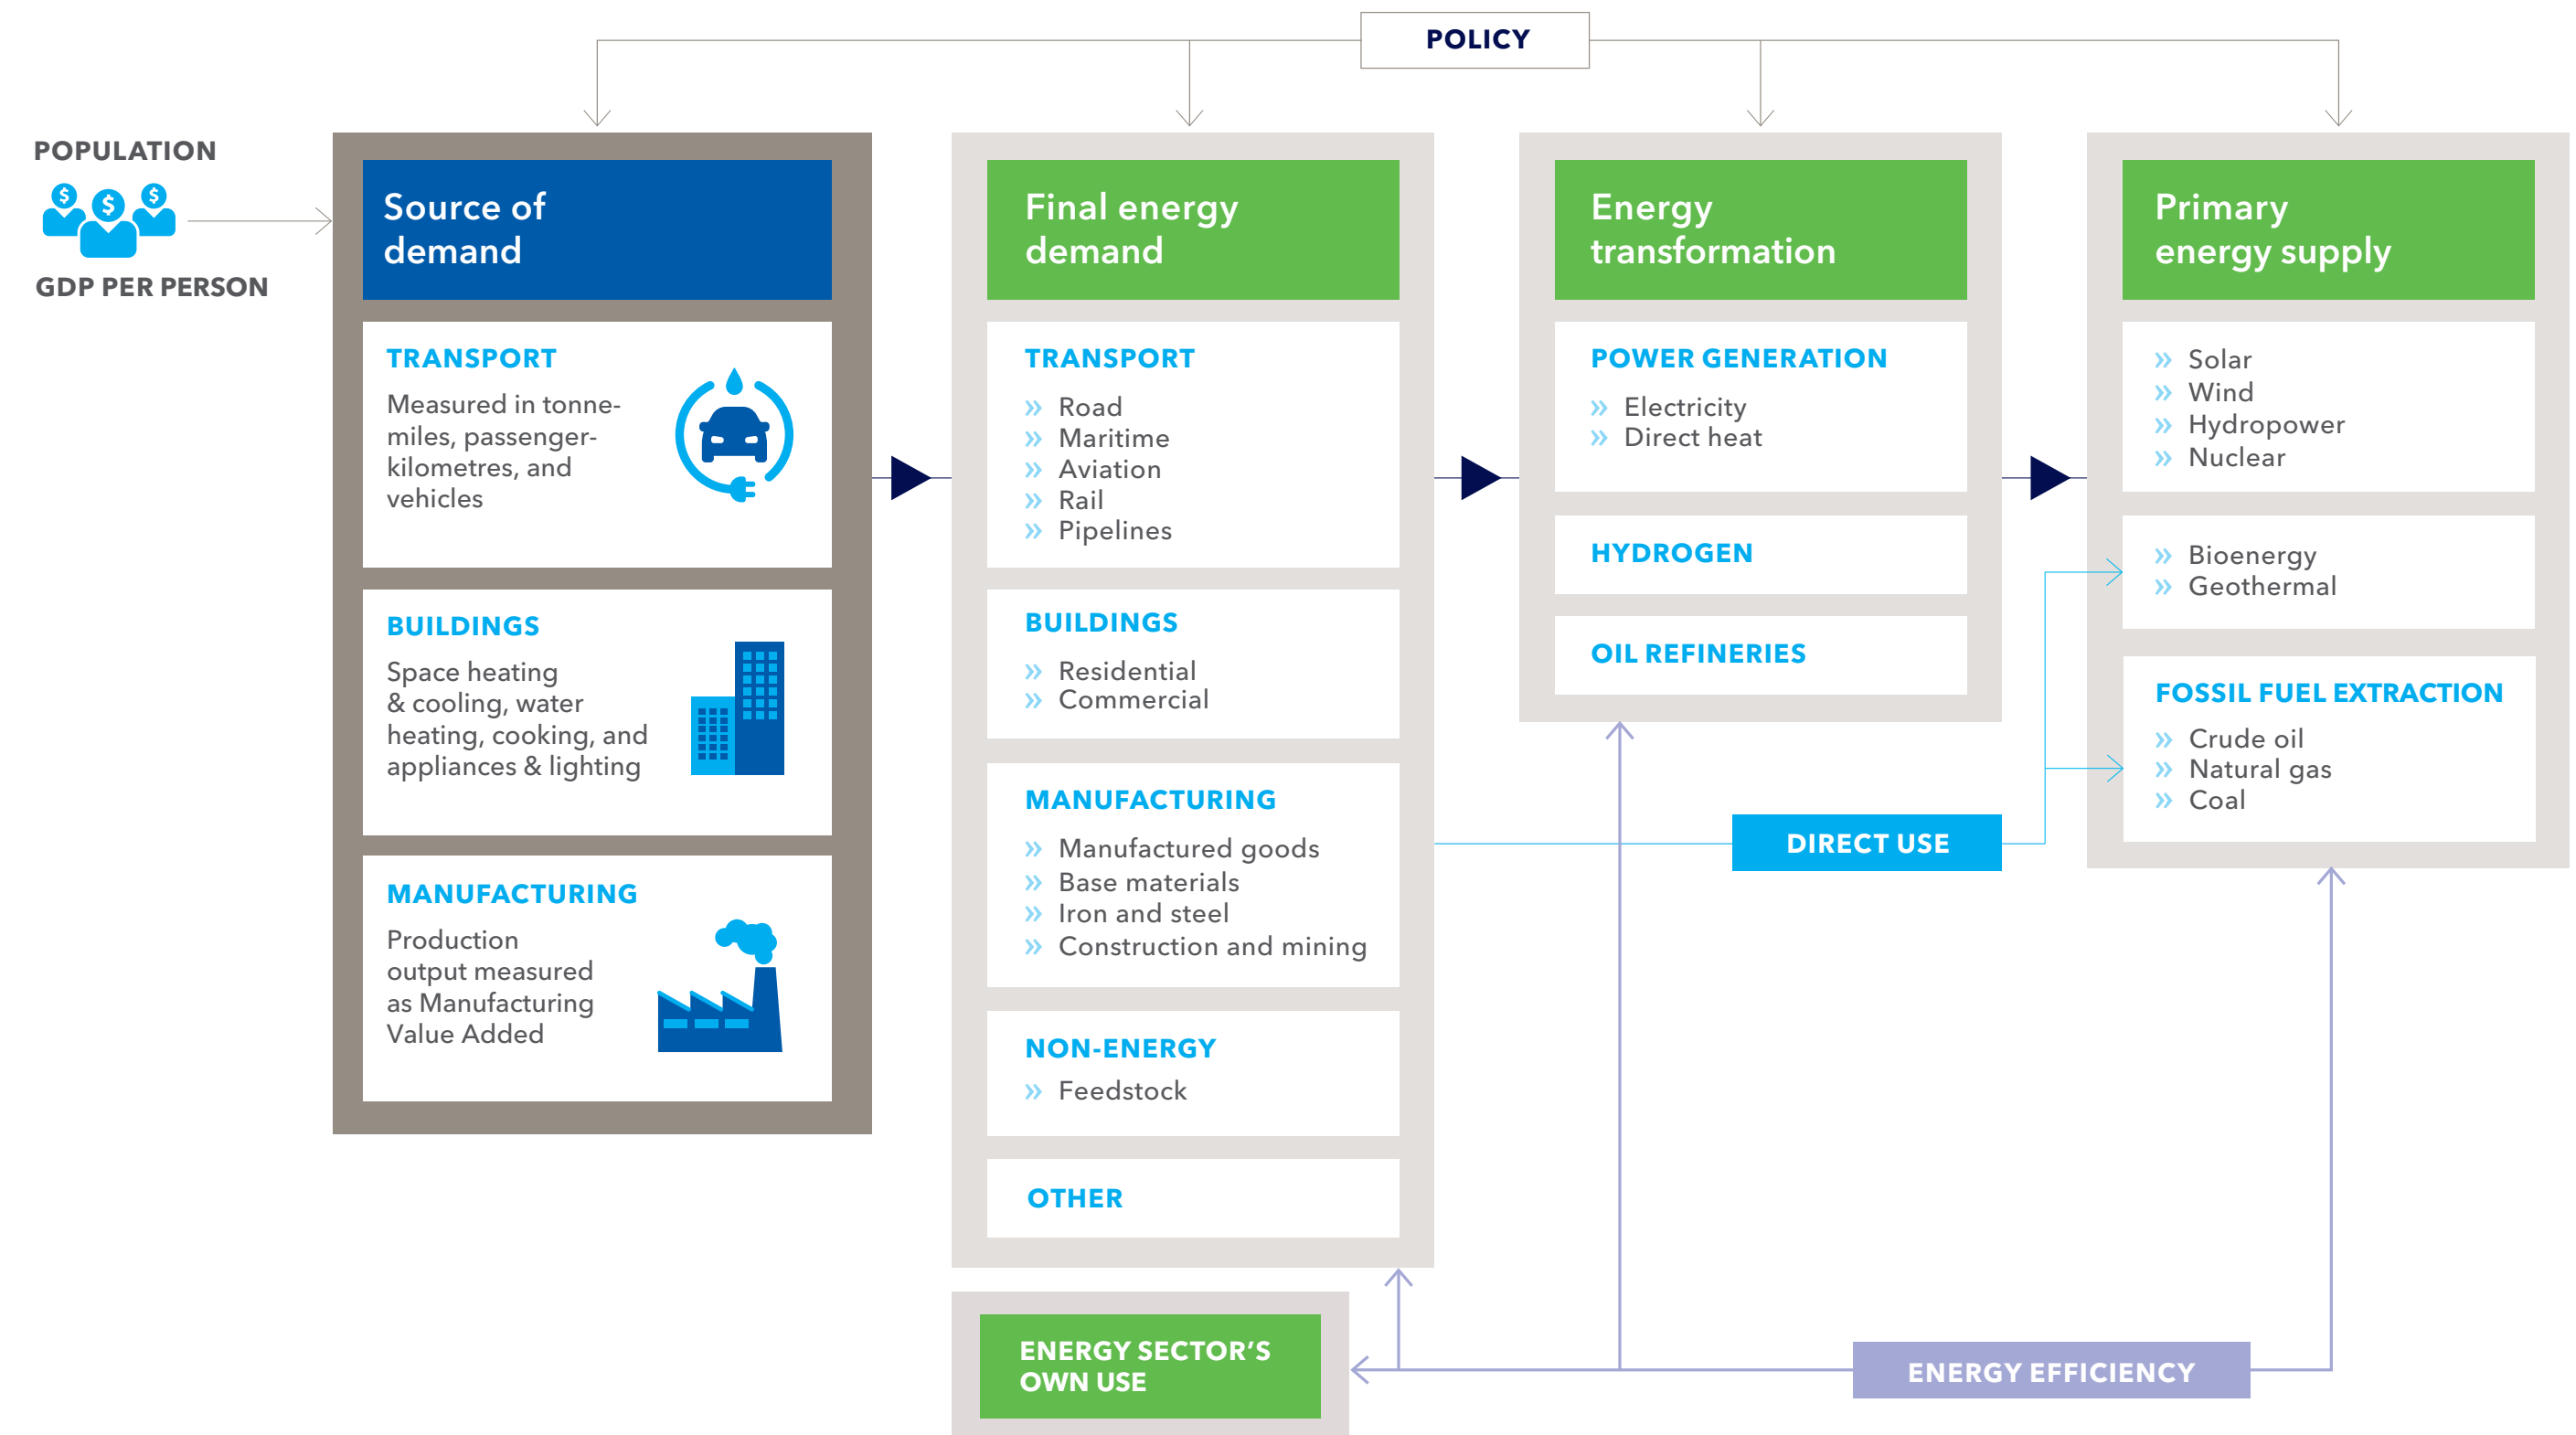 POLICY
POPULATION
$ $ $
GDP PER PERSON
Source of
demand
TRANSPORT
Measured in tonne-
miles, passenger-
kilometres, and
vehicles
BUILDINGS
Space heating
& cooling, water
heating, cooking, and
appliances & lighting
MANUFACTURING
Production
output measured
as Manufacturing
Value Added
Final energy
demand
TRANSPORT
» Road
» Maritime
» Aviation
» Rail
» Pipelines
BUILDINGS
» Residential
» Commercial
MANUFACTURING
» Manufactured goods
» Base materials
» Iron and steel
» Construction and mining
NON-ENERGY
» Feedstock
OTHER
ENERGY SECTOR’S
OWN USE
Energy
transformation
POWER GENERATION
» Electricity
» Direct heat
HYDROGEN
OIL REFINERIES
DIRECT USE
Primary
energy supply
» Solar
» Wind
» Hydropower
» Nuclear
» Bioenergy
» Geothermal
FOSSIL FUEL EXTRACTION
» Crude oil
» Natural gas
» Coal
ENERGY EFFICIENCY